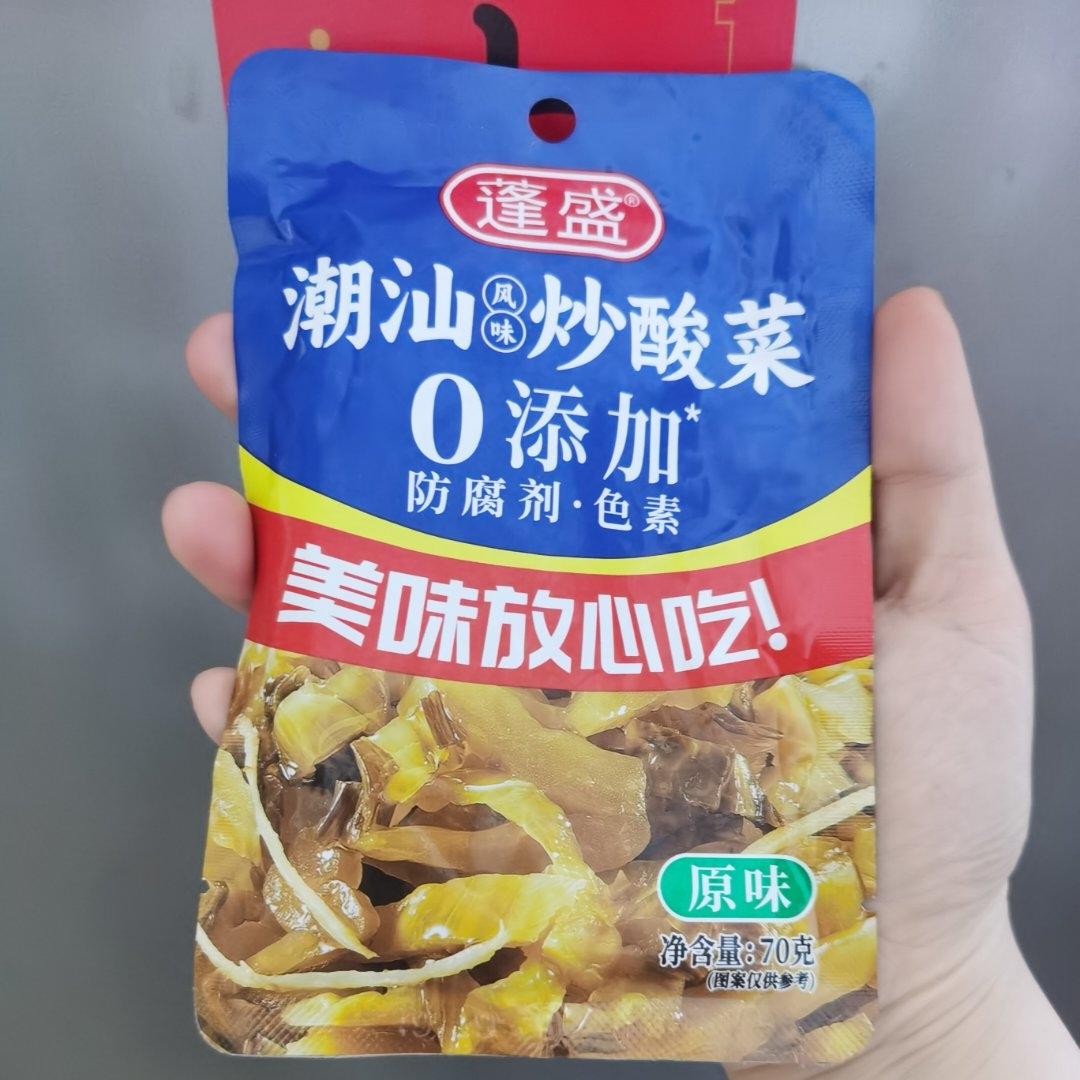 蓬盛®
潮汕风味炒酸菜
0添加*
防腐剂·色素
美味放心吃!
原味
净含量:70克
(图案仅供参考)